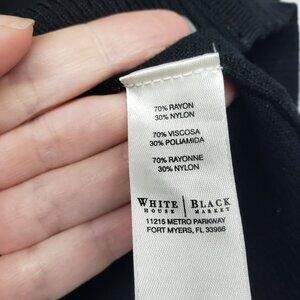 70% RAYON
30% NYLON
70% VISCOSA
30% POLIAMIDA
70% RAYONNE
30% NYLON
WHITE | BLACK
HOUSE | MARKET
11215 METRO PARKWAY
FORT MYERS, FL 33966